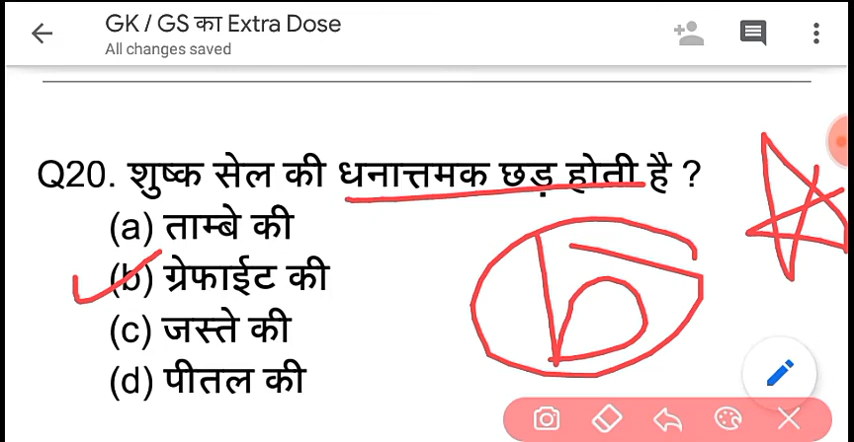 GK / GS का Extra Dose
All changes saved
Q20. शुष्क सेल की धनात्तमक छड़ होती है ?
(a) ताम्बे की
(b) ग्रेफाईट की
(c) जस्ते की
(d) पीतल की
b